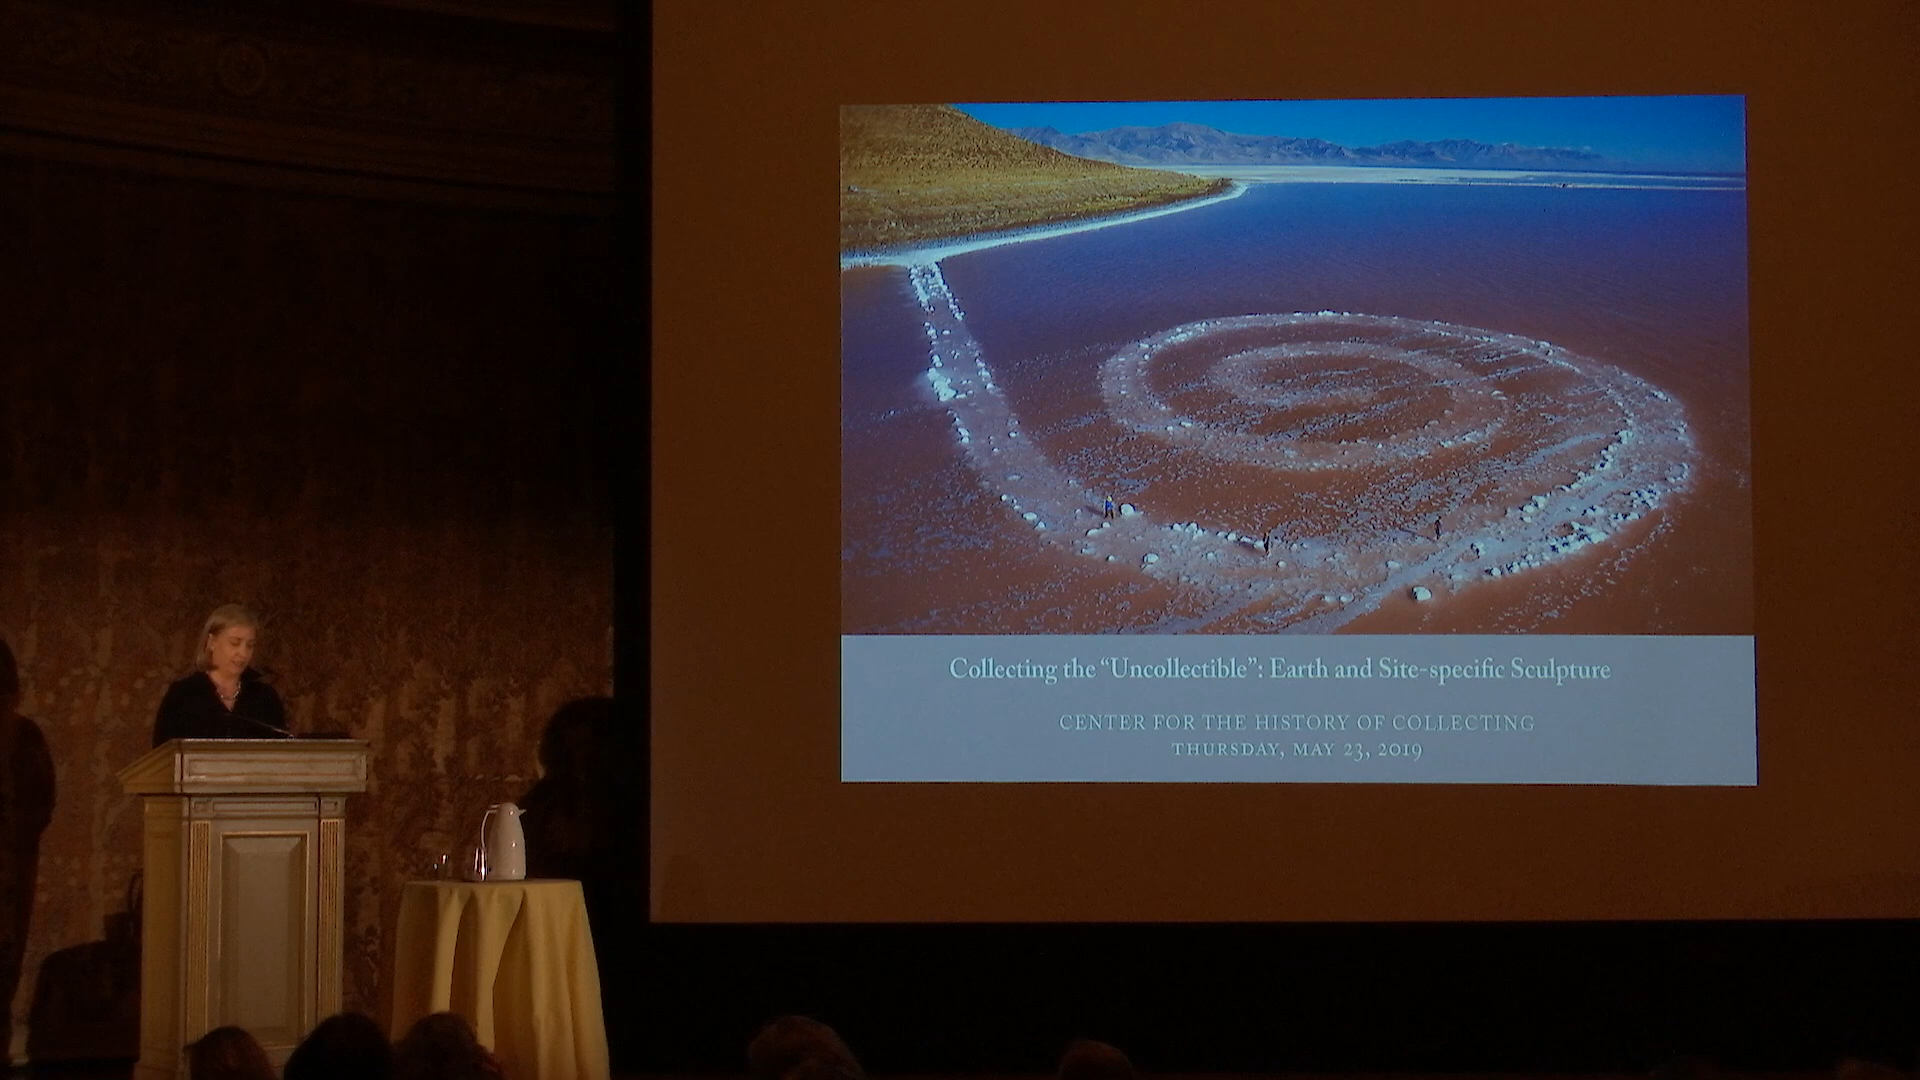 Collecting the “Uncollectible”: Earth and Site-specific Sculpture
CENTER FOR THE HISTORY OF COLLECTING
THURSDAY, MAY 23, 2019